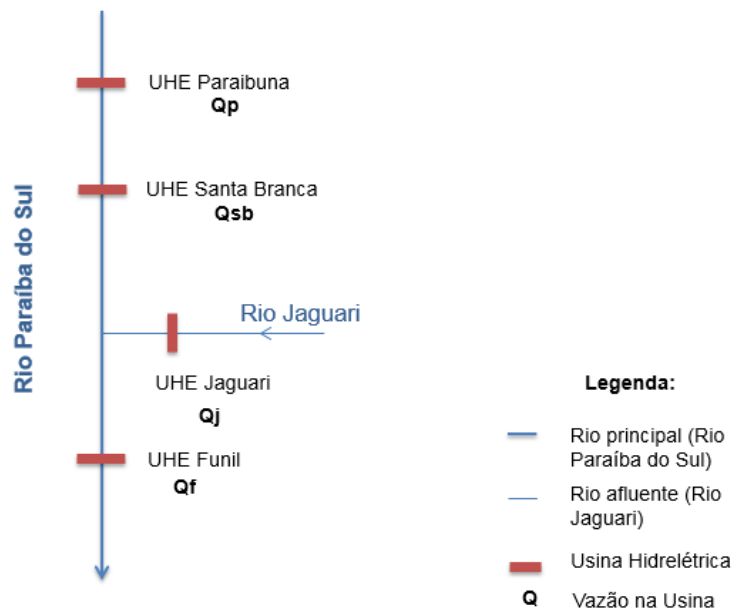 Rio Paraíba do Sul
UHE Paraibuna
Qp
UHE Santa Branca
Qsb
Rio Jaguari
UHE Jaguari
Qj
UHE Funil
Qf
Legenda:
Rio principal (Rio
Paraíba do Sul)
Rio afluente (Rio
Jaguari)
Usina Hidrelétrica
Q Vazão na Usina